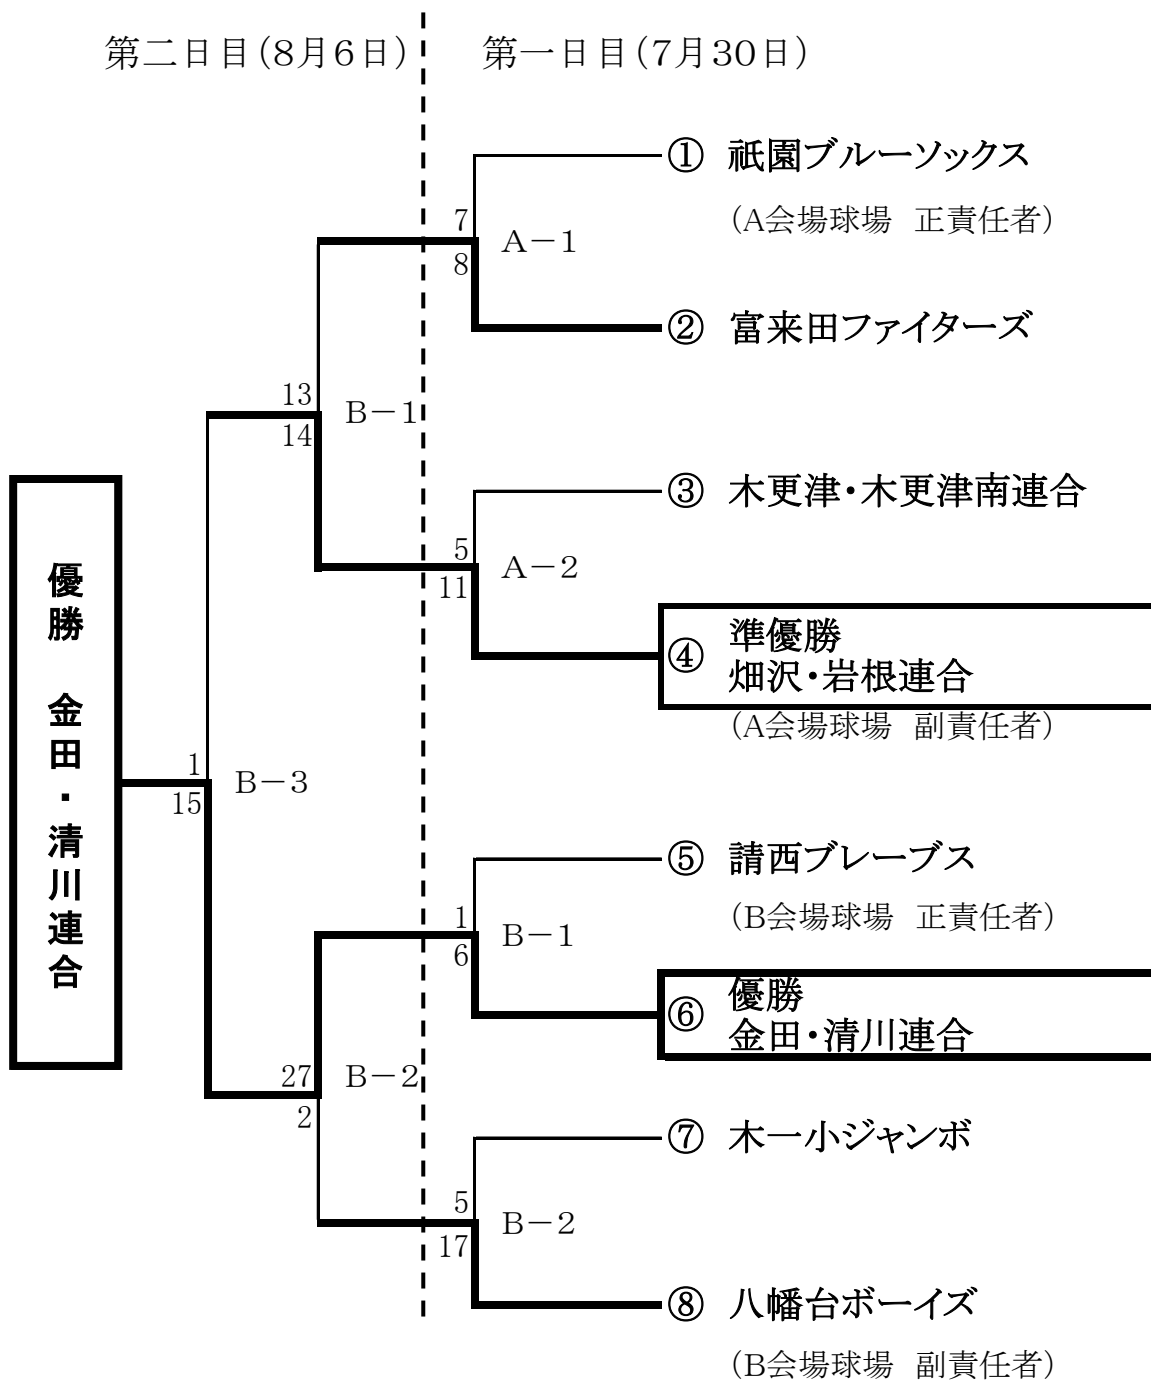 第二日目(8月6日)
第一日目(7月30日)
① 祇園ブルーソックス
(A会場球場 正責任者)
7
A-1
8
② 富来田ファイターズ
13
B-1
14
③ 木更津・木更津南連合
5
A-2
11
④ 準優勝
畑沢・岩根連合
(A会場球場 副責任者)
優勝 金田・清川連合
1
B-3
15
⑤ 請西ブレーブス
(B会場球場 正責任者)
1
B-1
6
⑥ 優勝
金田・清川連合
27
B-2
2
⑦ 木一小ジャンボ
5
B-2
17
⑧ 八幡台ボーイズ
(B会場球場 副責任者)